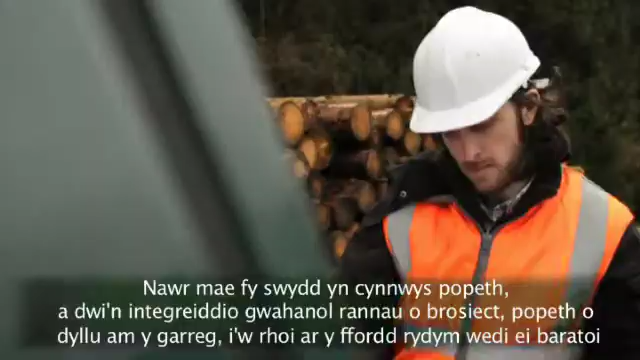 Nawr mae fy swydd yn cynnwys popeth,
a dwi'n integreiddio gwahanol rannau o brosiect, popeth o
dyllu am y garreg, i'w rhoi ar y ffordd rydym wedi ei baratoi